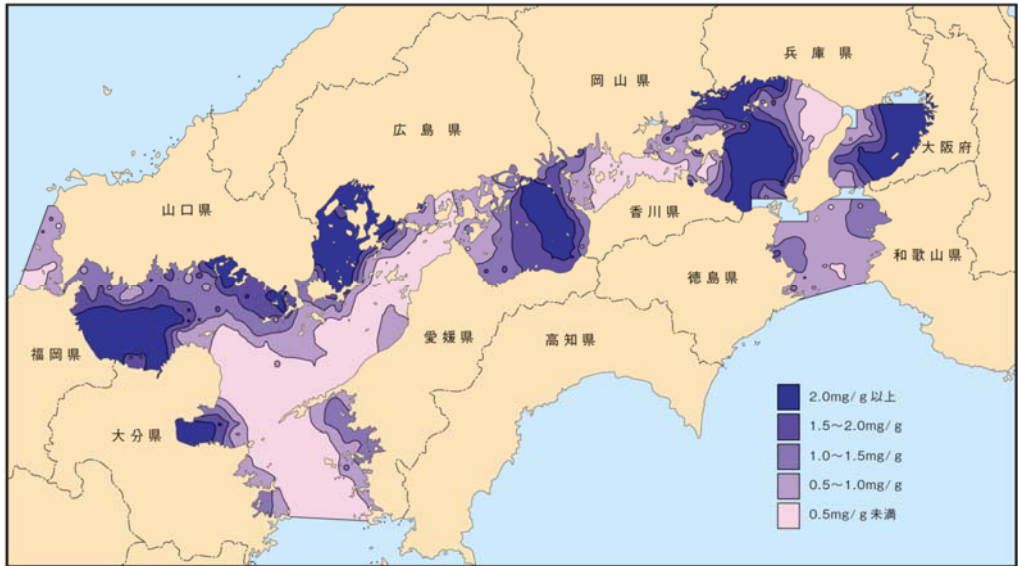 兵庫県
岡山県
広島県
大阪府
山口県
香川県
和歌山県
徳島県
愛媛県
高知県
福岡県
大分県
2.0mg/g以上
1.5～2.0mg/g
1.0～1.5mg/g
0.5～1.0mg/g
0.5mg/g未満